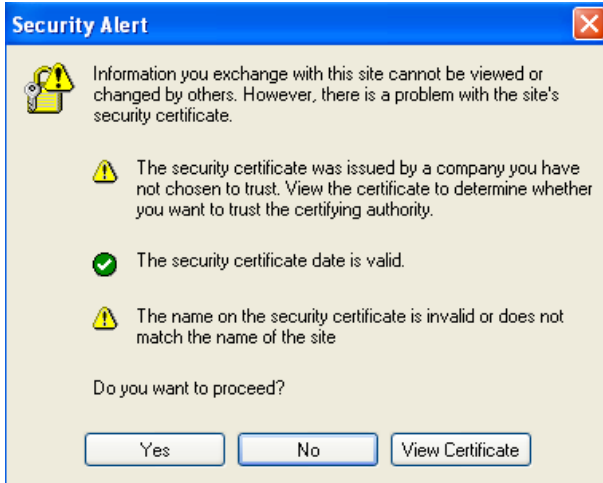 Security Alert
Information you exchange with this site cannot be viewed or
changed by others. However, there is a problem with the site's
security certificate.
The security certificate was issued by a company you have
not chosen to trust. View the certificate to determine whether
you want to trust the certifying authority.
The security certificate date is valid.
The name on the security certificate is invalid or does not
match the name of the site
Do you want to proceed?
Yes No View Certificate